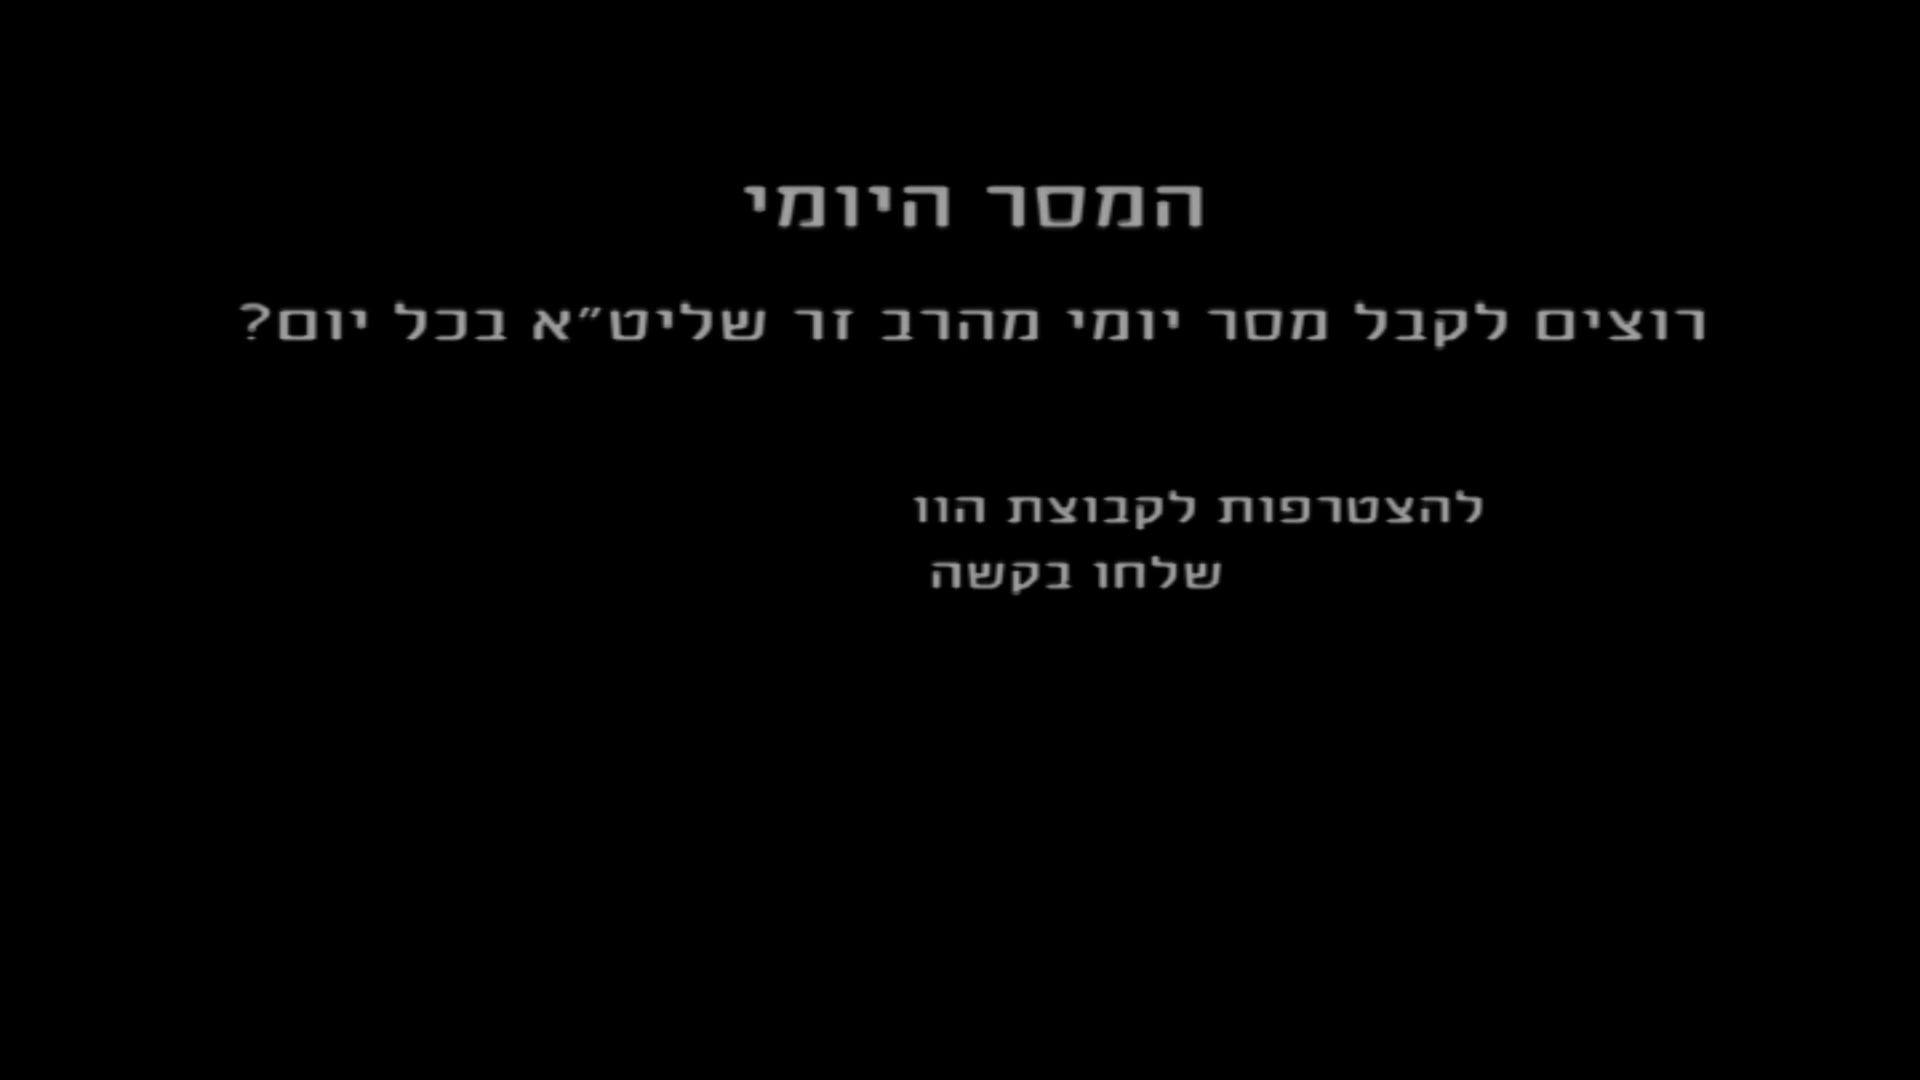 המסר היומי
רוצים לקבל מסר יומי מהרב זר שליט״א בכל יום?
להצטרפות לקבוצת הוו
שלחו בקשה